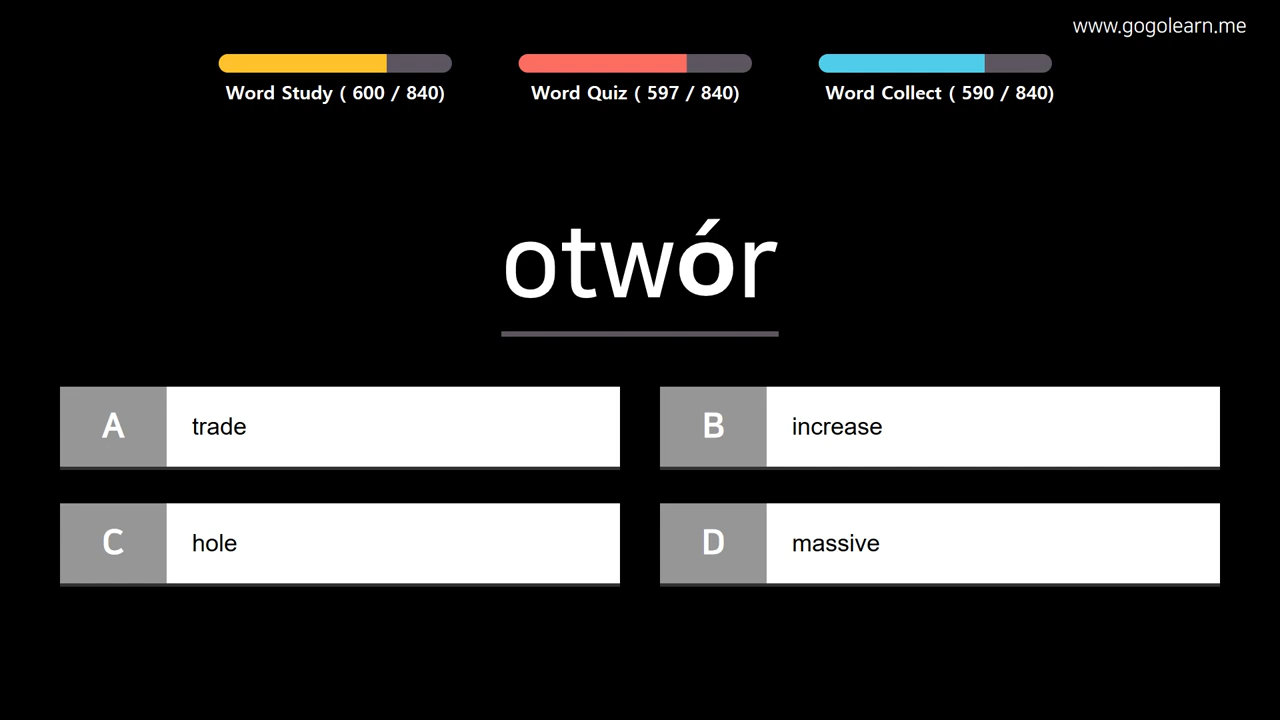 www.gogolearn.me
Word Study ( 600 / 840)
Word Quiz ( 597 / 840)
Word Collect ( 590 / 840)
otwór
A trade
B increase
C hole
D massive